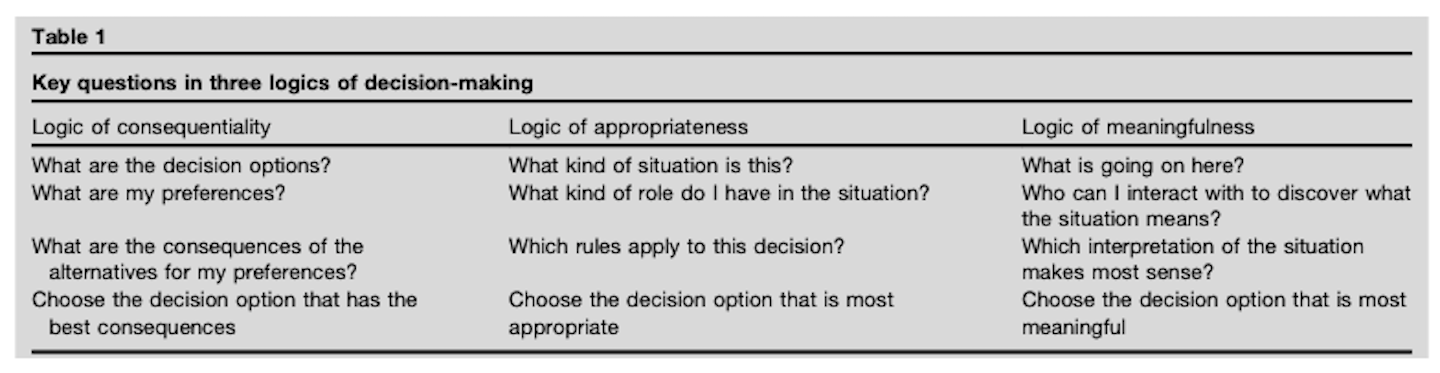 Table 1
Key questions in three logics of decision-making
Logic of consequentiality Logic of appropriateness Logic of meaningfulness
What are the decision options? What kind of situation is this? What is going on here?
What are my preferences? What kind of role do I have in the situation? Who can I interact with to discover what
the situation means?
What are the consequences of the Which rules apply to this decision? Which interpretation of the situation
alternatives for my preferences? makes most sense?
Choose the decision option that has the Choose the decision option that is most Choose the decision option that is most
best consequences appropriate meaningful